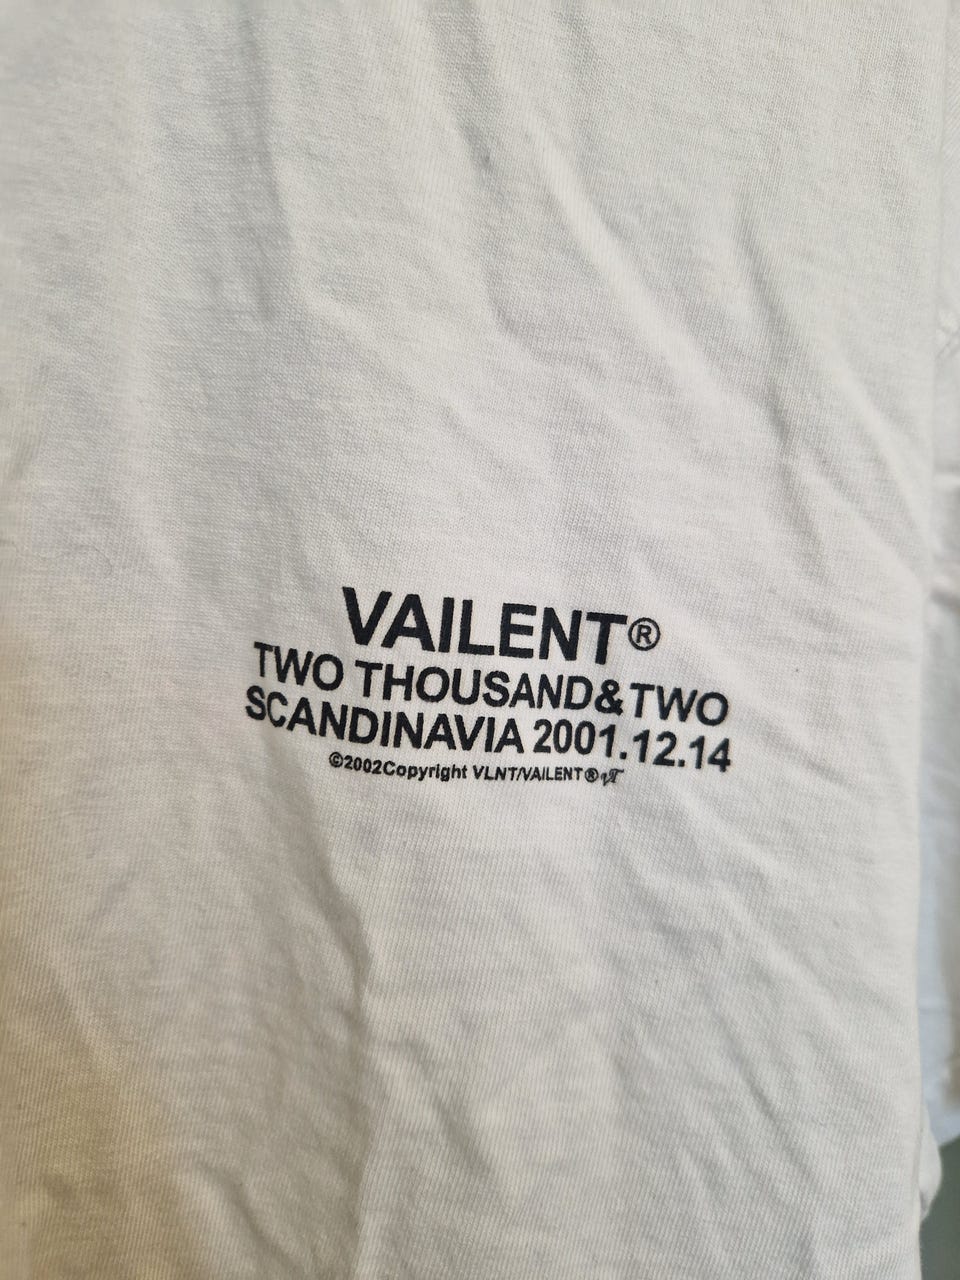 VAILENT®
TWO THOUSAND&TWO
SCANDINAVIA 2001.12.14
©2002Copyright VLNT/VAILENT®